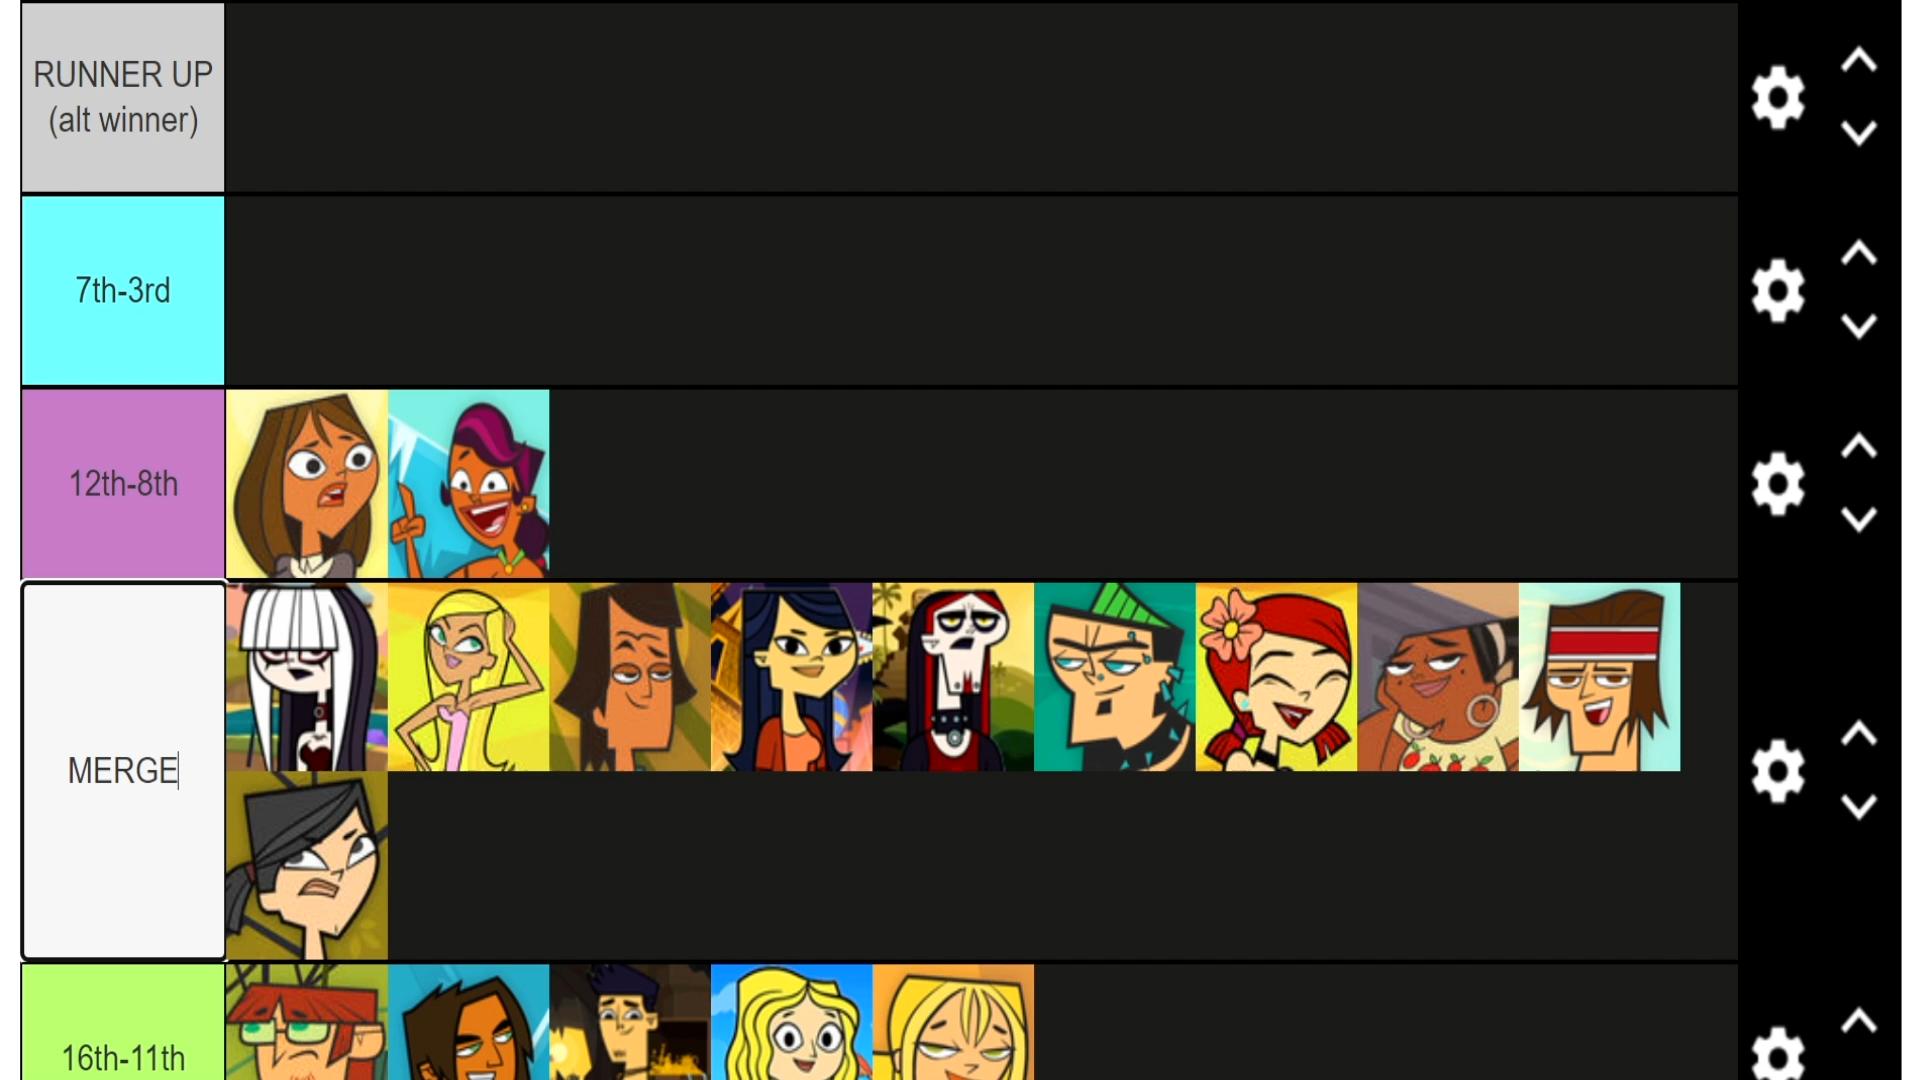 RUNNER UP
(alt winner)
7th-3rd
12th-8th
MERGE
16th-11th